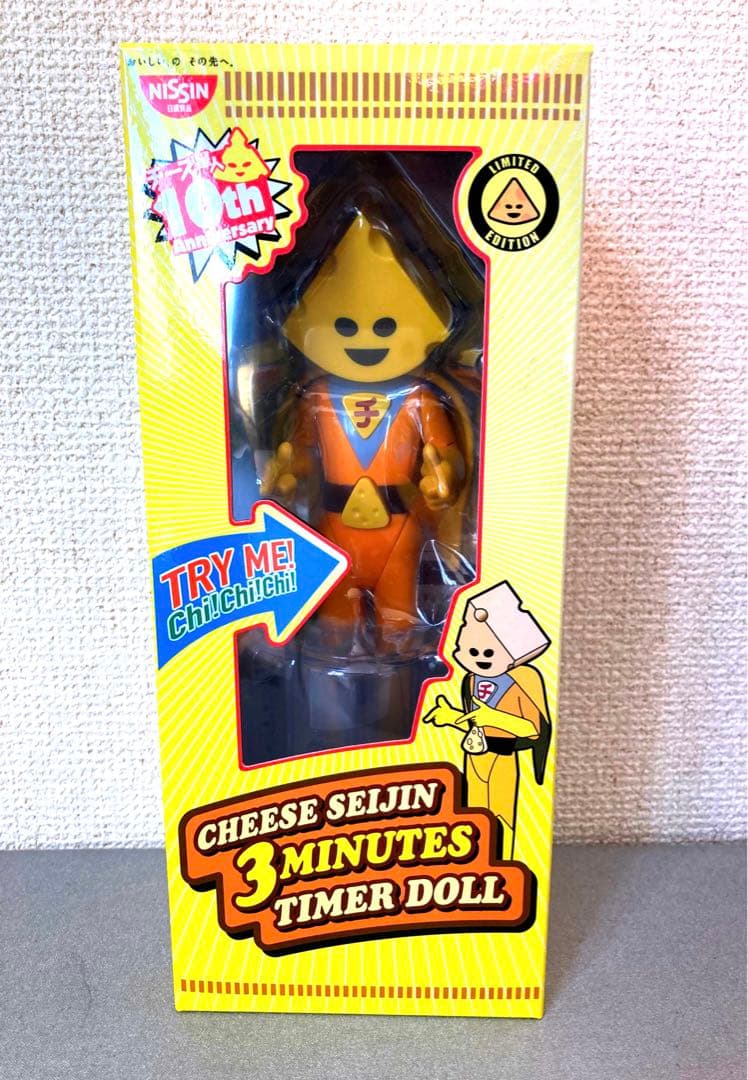 おいしい、の その先へ。
NISSIN
日清食品
チーズ星人
10th
Anniversary
LIMITED
EDITION
チ
TRY ME!
Chi!Chi!Chi!
チ
CHEESE SEIJIN
3 MINUTES
TIMER DOLL